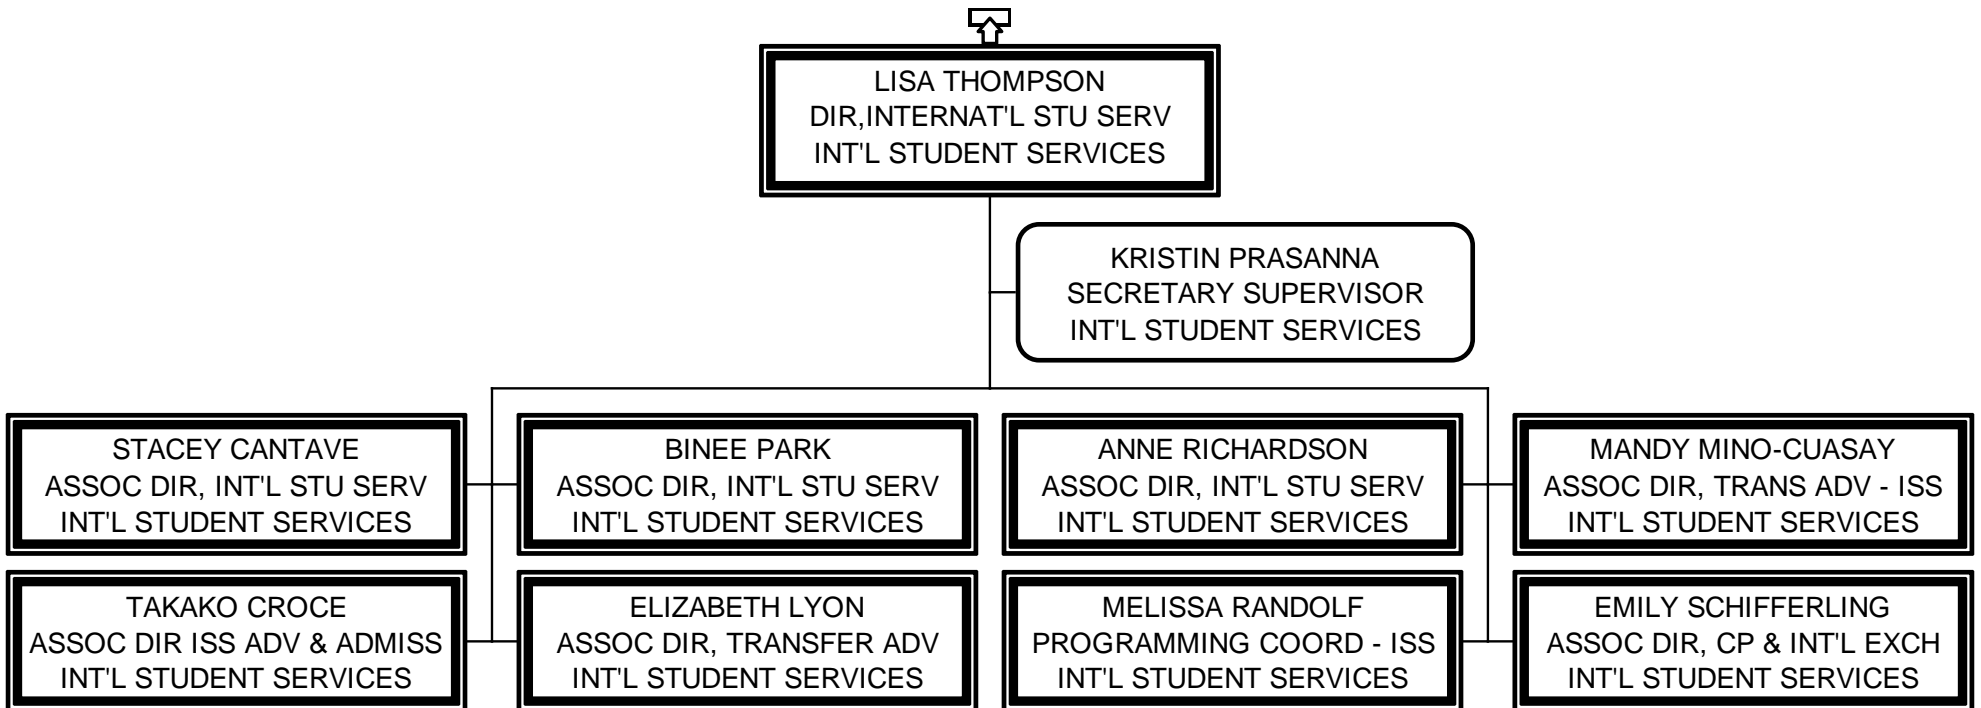 LISA THOMPSON
DIR,INTERNAT'L STU SERV
INT'L STUDENT SERVICES
KRISTIN PRASANNA
SECRETARY SUPERVISOR
INT'L STUDENT SERVICES
STACEY CANTAVE
ASSOC DIR, INT'L STU SERV
INT'L STUDENT SERVICES
BINEE PARK
ASSOC DIR, INT'L STU SERV
INT'L STUDENT SERVICES
ANNE RICHARDSON
ASSOC DIR, INT'L STU SERV
INT'L STUDENT SERVICES
MANDY MINO-CUASAY
ASSOC DIR, TRANS ADV - ISS
INT'L STUDENT SERVICES
TAKAKO CROCE
ASSOC DIR ISS ADV & ADMISS
INT'L STUDENT SERVICES
ELIZABETH LYON
ASSOC DIR, TRANSFER ADV
INT'L STUDENT SERVICES
MELISSA RANDOLF
PROGRAMMING COORD - ISS
INT'L STUDENT SERVICES
EMILY SCHIFFERLING
ASSOC DIR, CP & INT'L EXCH
INT'L STUDENT SERVICES